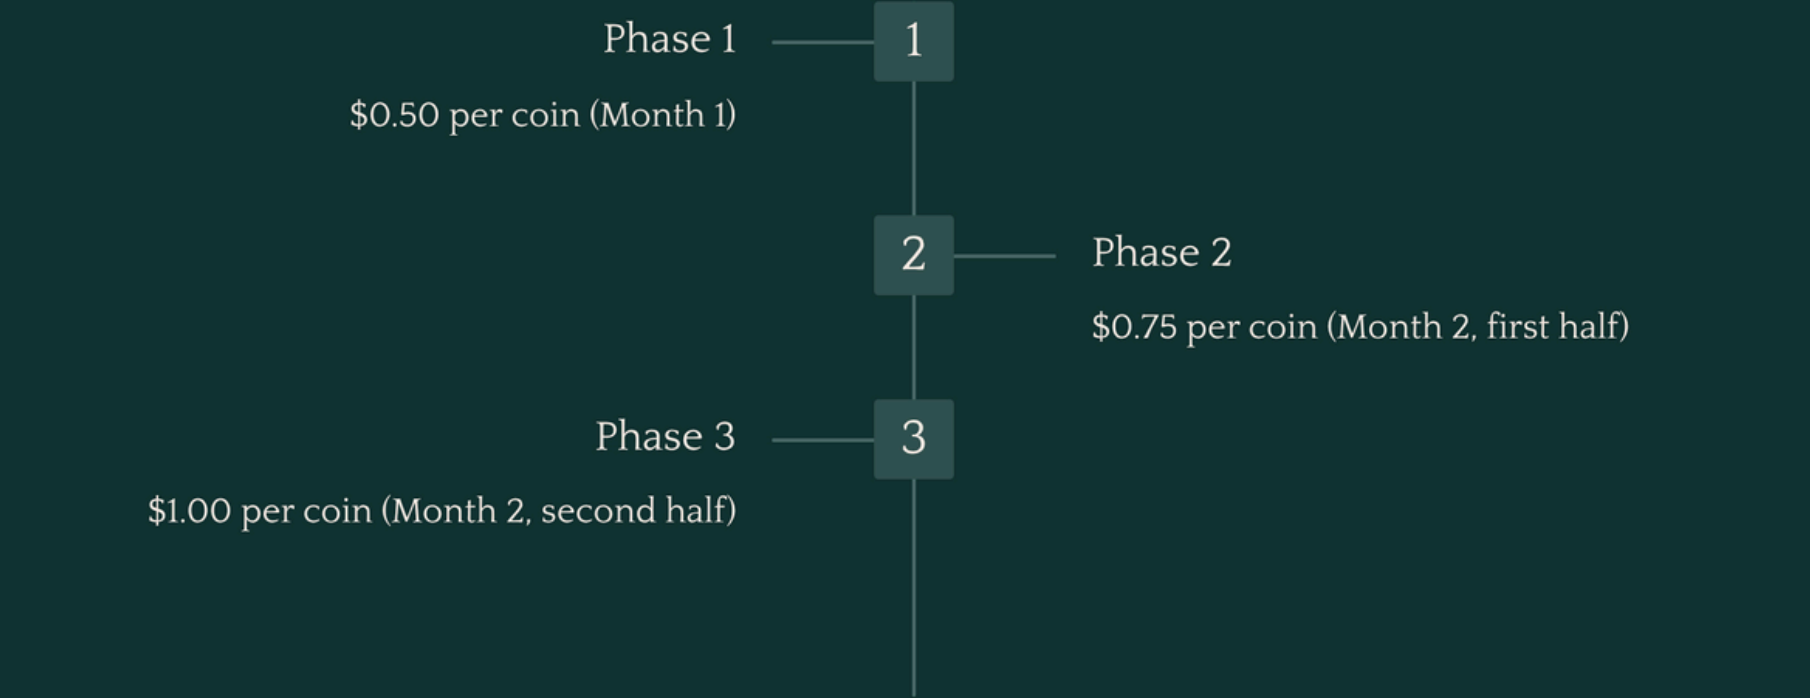 Phase 1
1
$0.50 per coin (Month 1)
2
Phase 2
$0.75 per coin (Month 2, first half)
Phase 3
3
$1.00 per coin (Month 2, second half)